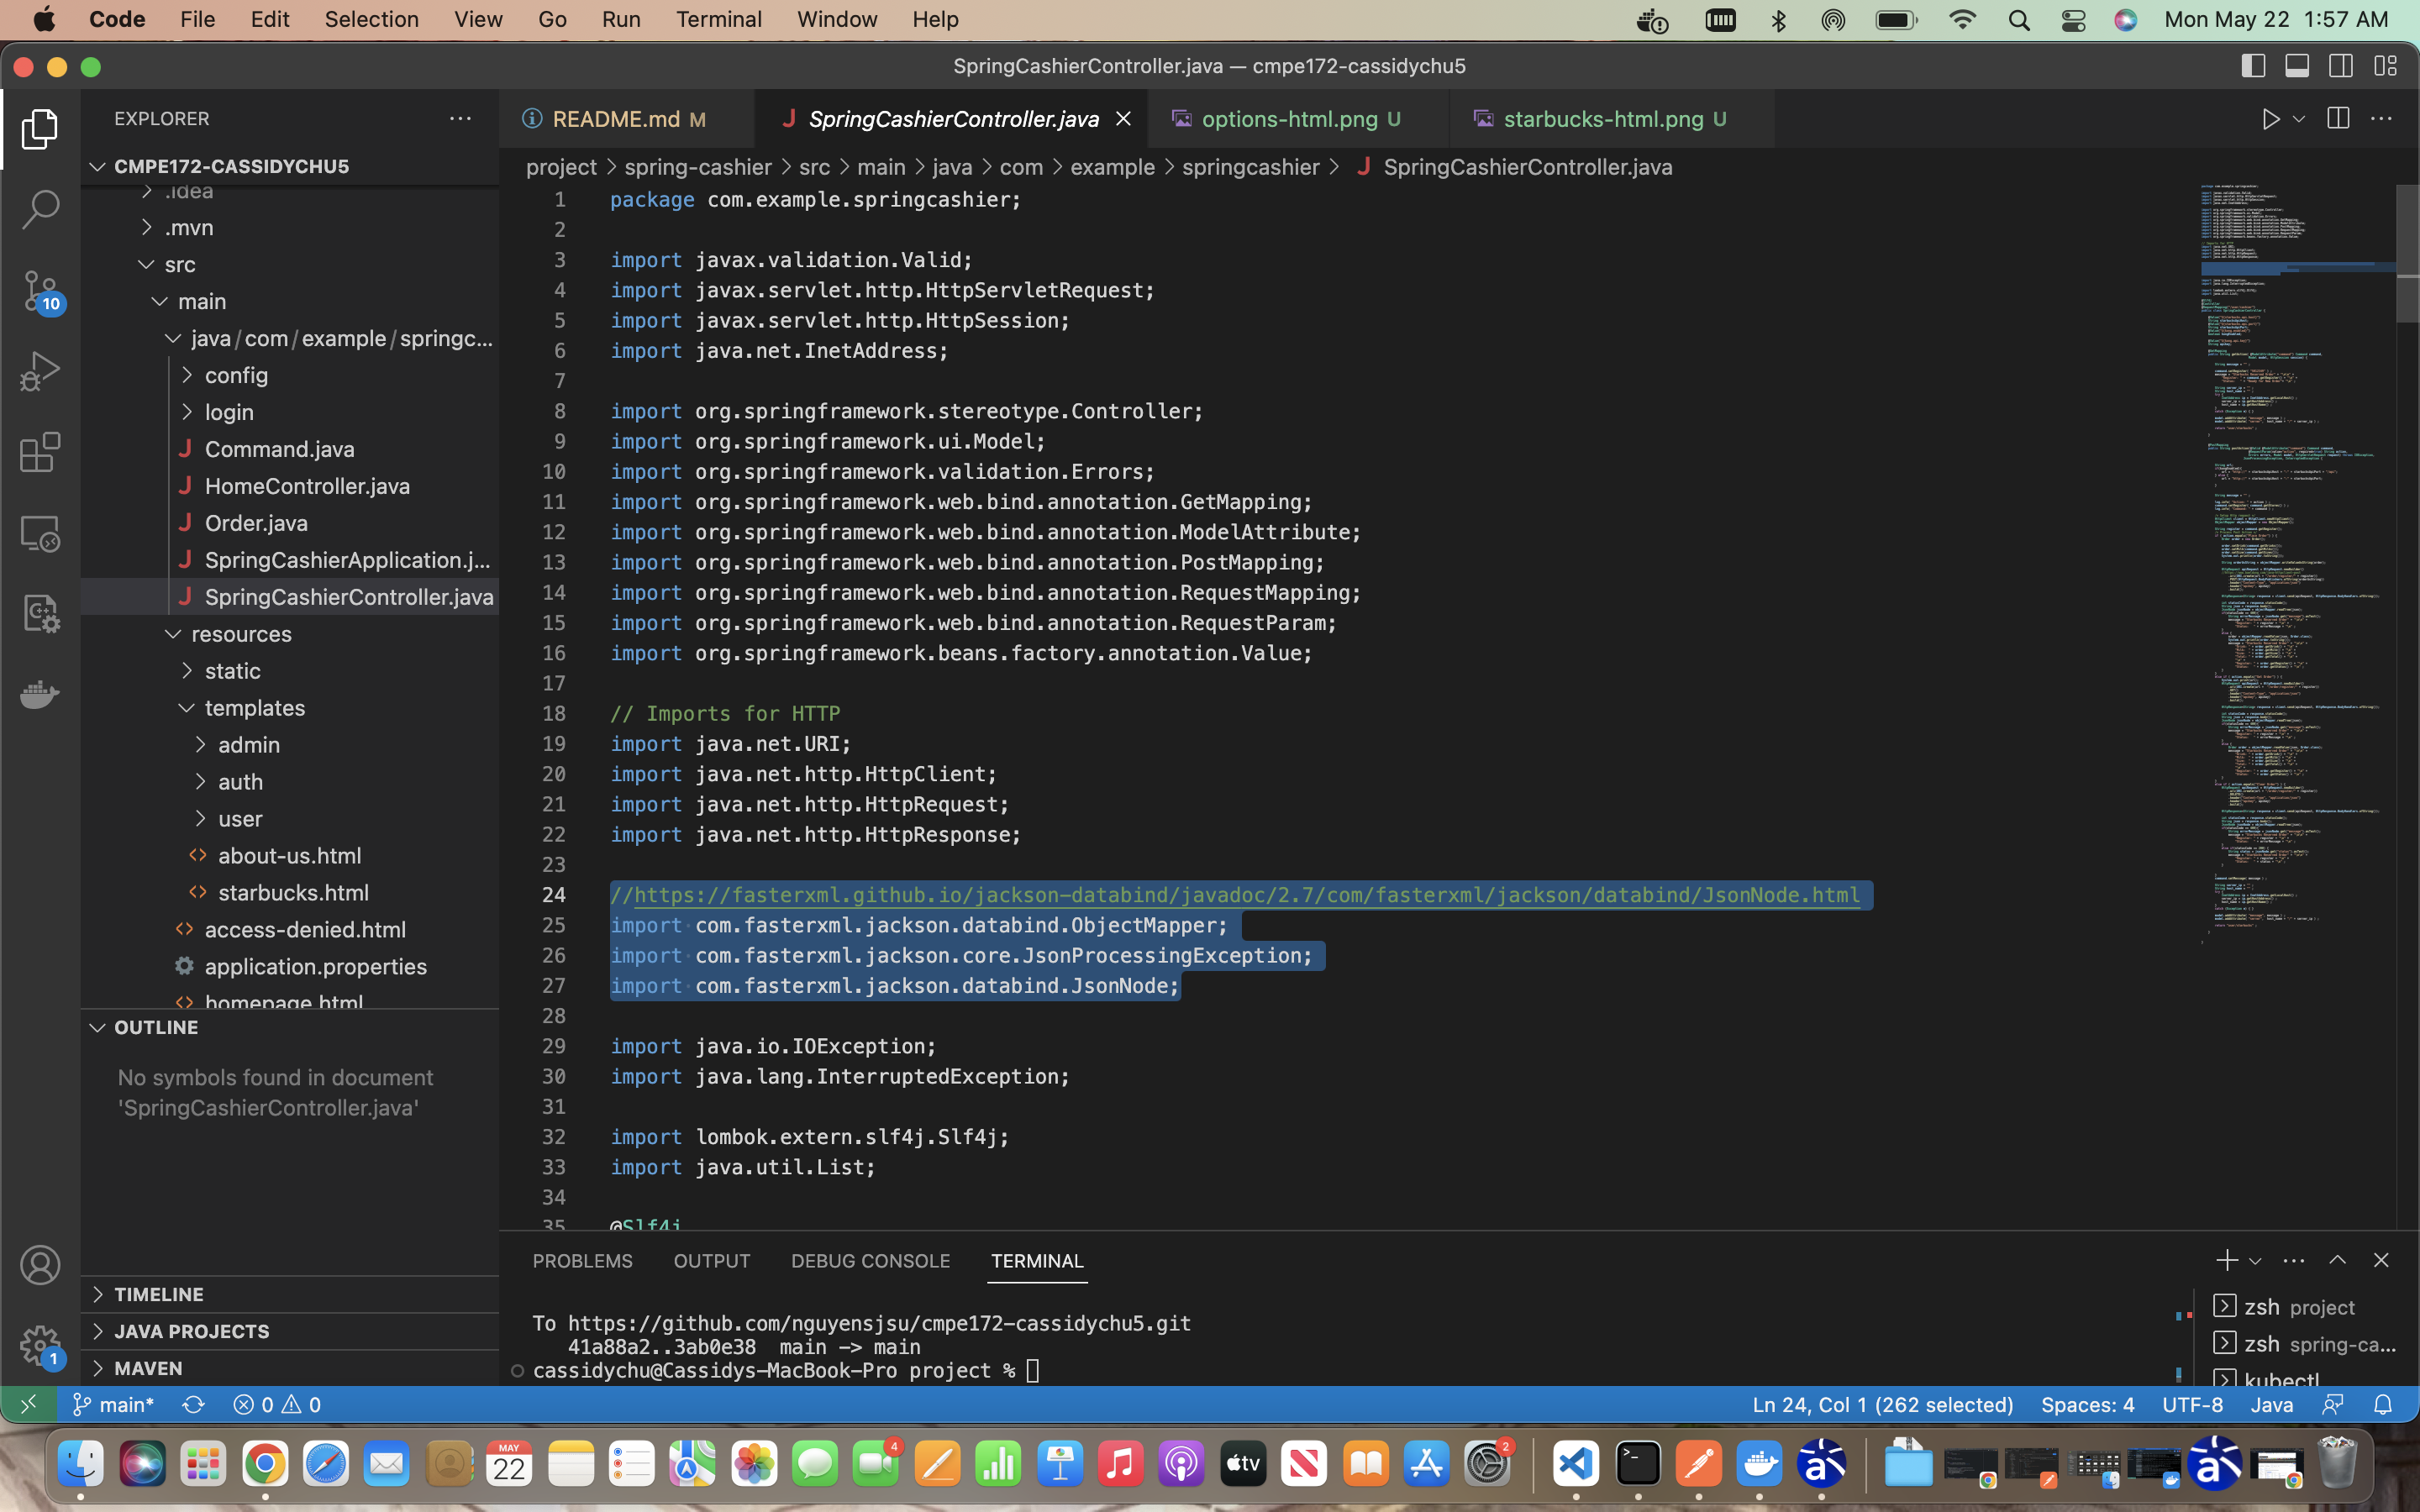 Code File Edit Selection View Go Run Terminal Window Help
Mon May 22 1:57 AM
SpringCashierController.java — cmpe172-cassidychu5
EXPLORER
CMPE172-CASSIDYCHU5
.idea
.mvn
src
main
java/com/example/springc...
config
login
Command.java
HomeController.java
Order.java
SpringCashierApplication.j...
SpringCashierController.java
resources
static
templates
admin
auth
user
about-us.html
starbucks.html
access-denied.html
application.properties
homepage.html
OUTLINE
No symbols found in document
'SpringCashierController.java'
TIMELINE
JAVA PROJECTS
MAVEN
10
1
README.md M
SpringCashierController.java
options-html.png U
starbucks-html.png U
project > spring-cashier > src > main > java > com > example > springcashier > SpringCashierController.java
1 package com.example.springcashier;
2
3 import javax.validation.Valid;
4 import javax.servlet.http.HttpServletRequest;
5 import javax.servlet.http.HttpSession;
6 import java.net.InetAddress;
7
8 import org.springframework.stereotype.Controller;
9 import org.springframework.ui.Model;
10 import org.springframework.validation.Errors;
11 import org.springframework.web.bind.annotation.GetMapping;
12 import org.springframework.web.bind.annotation.ModelAttribute;
13 import org.springframework.web.bind.annotation.PostMapping;
14 import org.springframework.web.bind.annotation.RequestMapping;
15 import org.springframework.web.bind.annotation.RequestParam;
16 import org.springframework.beans.factory.annotation.Value;
17
18 // Imports for HTTP
19 import java.net.URI;
20 import java.net.http.HttpClient;
21 import java.net.http.HttpRequest;
22 import java.net.http.HttpResponse;
23
24 //https://fasterxml.github.io/jackson-databind/javadoc/2.7/com/fasterxml/jackson/databind/JsonNode.html
25 import com.fasterxml.jackson.databind.ObjectMapper;
26 import com.fasterxml.jackson.core.JsonProcessingException;
27 import com.fasterxml.jackson.databind.JsonNode;
28
29 import java.io.IOException;
30 import java.lang.InterruptedException;
31
32 import lombok.extern.slf4j.Slf4j;
33 import java.util.List;
34
35 @Slf4j
PROBLEMS OUTPUT DEBUG CONSOLE TERMINAL
To https://github.com/nguyensjsu/cmpe172-cassidychu5.git
41a88a2..3ab0e38 main -> main
cassidychu@Cassidys-MacBook-Pro project %
zsh project
zsh spring-ca...
kubectl
main* 0 0
Ln 24, Col 1 (262 selected) Spaces: 4 UTF-8 Java
MAY
22
4
tv
2